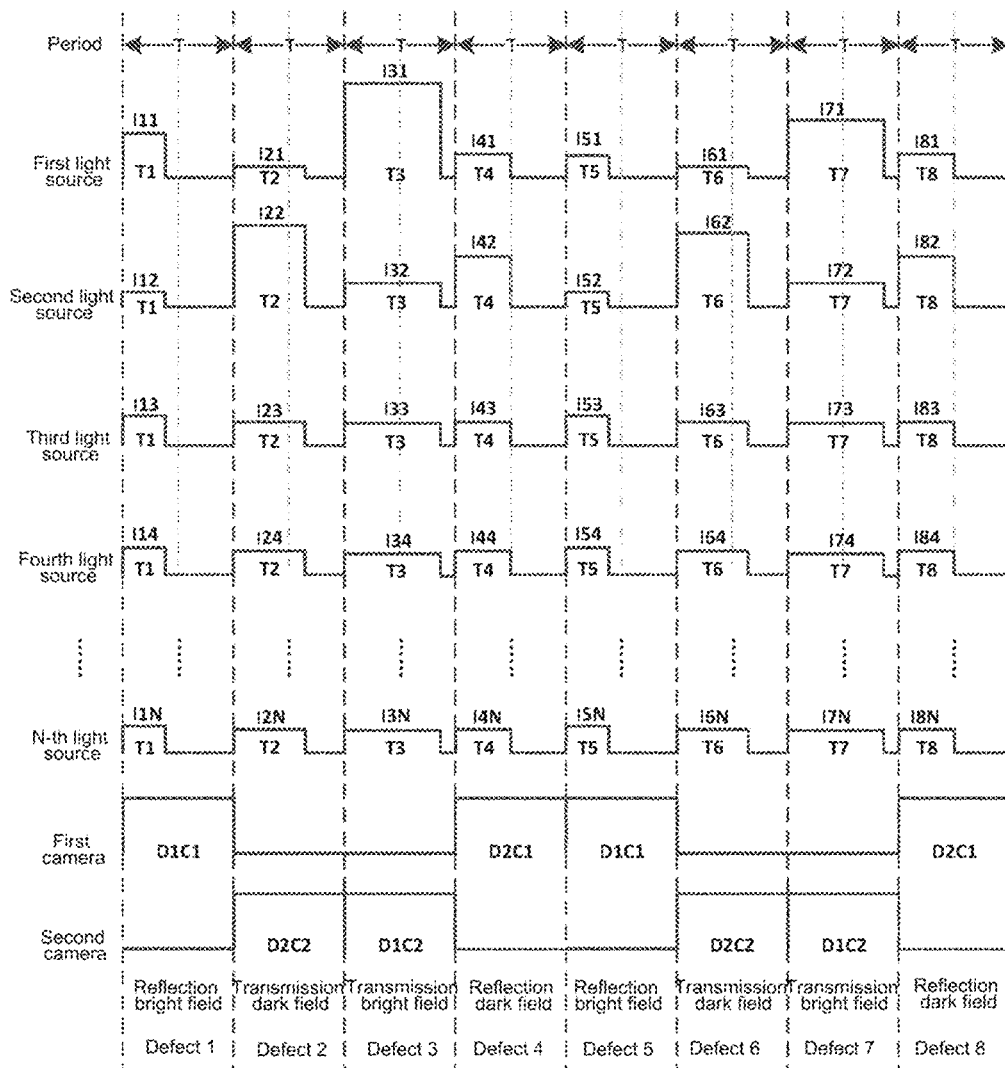 Period T T T T T T T T
I11 I21 I31 I41 I51 I61 I71 I81
First light
source
T1 T2 T3 T4 T5 T6 T7 T8
I12 I22 I32 I42 I52 I62 I72 I82
Second light
source
T1 T2 T3 T4 T5 T6 T7 T8
I13 I23 I33 I43 I53 I63 I73 I83
Third light
source
T1 T2 T3 T4 T5 T6 T7 T8
I14 I24 I34 I44 I54 I64 I74 I84
Fourth light
source
T1 T2 T3 T4 T5 T6 T7 T8
I1N I2N I3N I4N I5N I6N I7N I8N
N-th light
source
T1 T2 T3 T4 T5 T6 T7 T8
First
camera
D1C1 D2C1 D1C1 D2C1
Second
camera
D2C2 D1C2 D2C2 D1C2
Reflection Transmission Transmission Reflection Reflection Transmission Transmission Reflection
bright field dark field bright field dark field bright field dark field bright field dark field
Defect 1 Defect 2 Defect 3 Defect 4 Defect 5 Defect 6 Defect 7 Defect 8